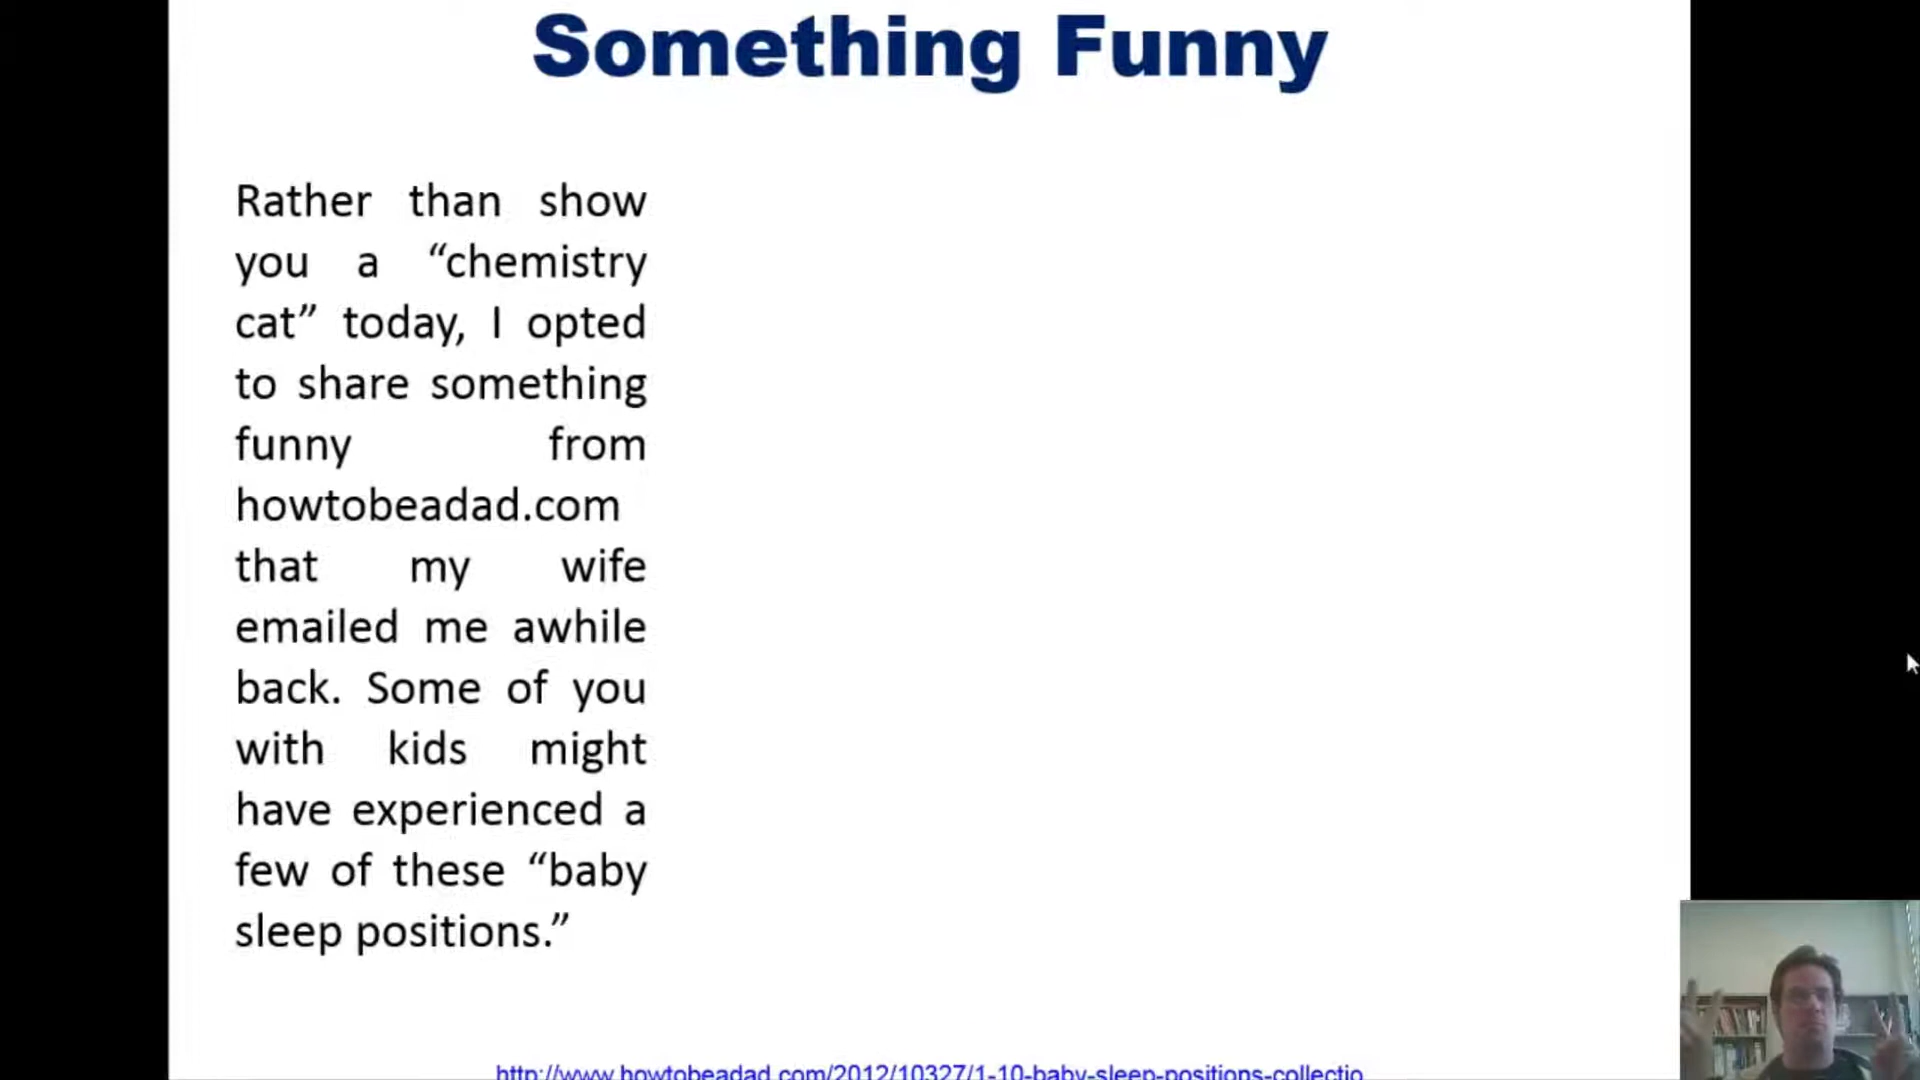 Something Funny
Rather than show
you a “chemistry
cat” today, I opted
to share something
funny from
howtobeadad.com
that my wife
emailed me awhile
back. Some of you
with kids might
have experienced a
few of these “baby
sleep positions.”
http://www.howtobeadad.com/2012/10327/1-10-baby-sleep-positions-collectio